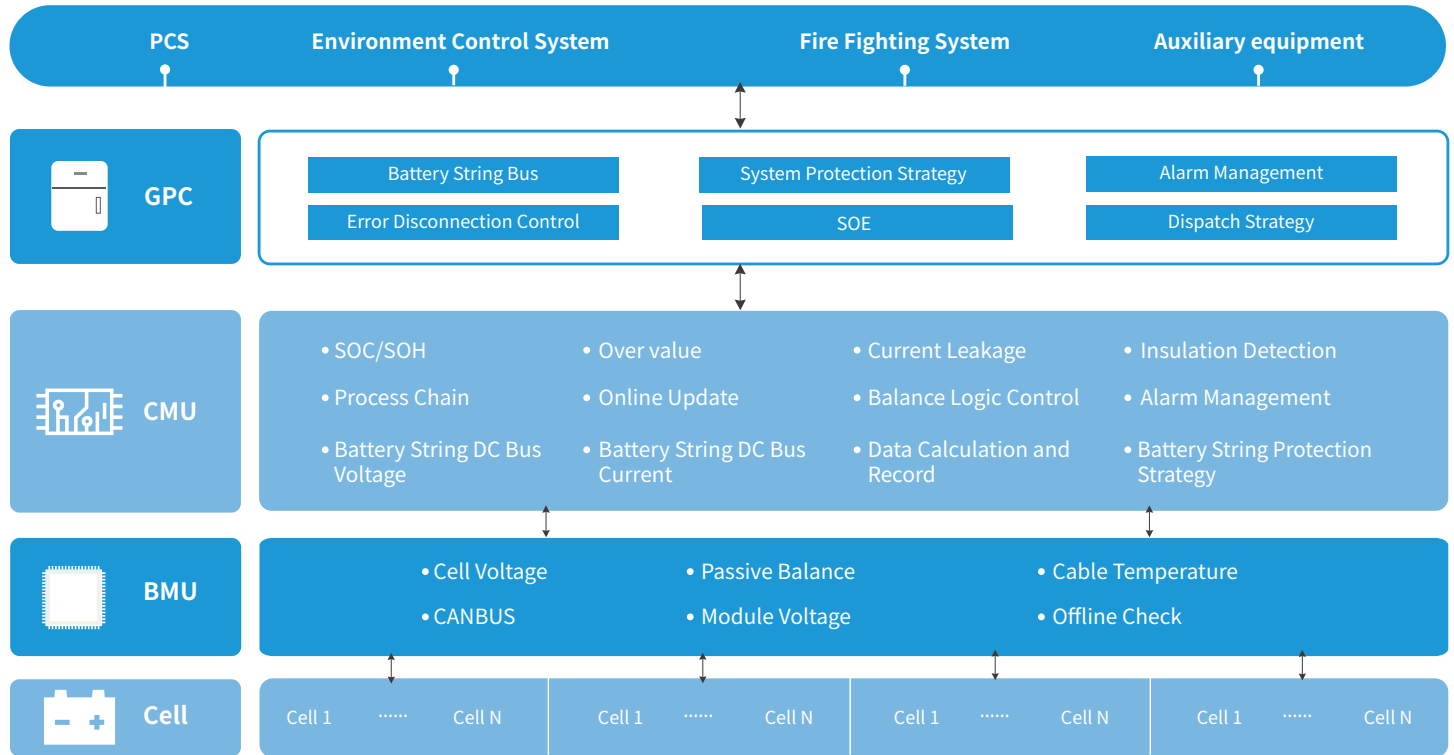 PCS
Environment Control System
Fire Fighting System
Auxiliary equipment
GPC
Battery String Bus
System Protection Strategy
Alarm Management
Error Disconnection Control
SOE
Dispatch Strategy
CMU
• SOC/SOH
• Over value
• Current Leakage
• Insulation Detection
• Process Chain
• Online Update
• Balance Logic Control
• Alarm Management
• Battery String DC Bus
Voltage
• Battery String DC Bus
Current
• Data Calculation and
Record
• Battery String Protection
Strategy
BMU
• Cell Voltage
• Passive Balance
• Cable Temperature
• CANBUS
• Module Voltage
• Offline Check
Cell
Cell 1 ······ Cell N
Cell 1 ······ Cell N
Cell 1 ······ Cell N
Cell 1 ······ Cell N